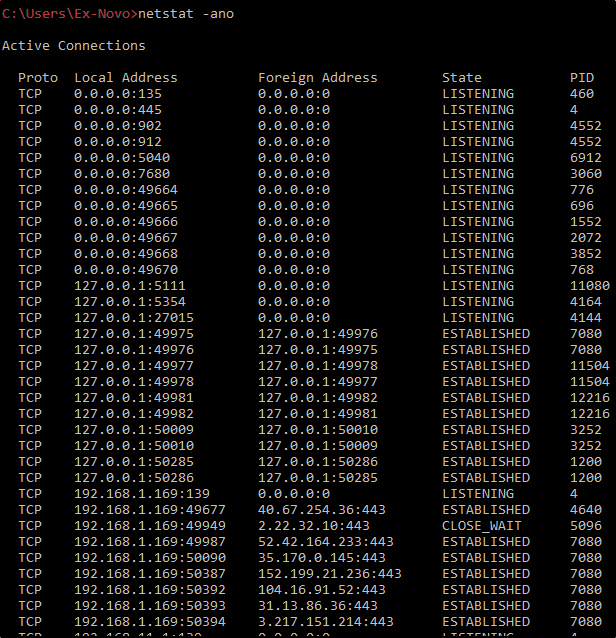 C:\Users\Ex-Novo>netstat -ano
Active Connections
Proto Local Address Foreign Address State PID
TCP 0.0.0.0:135 0.0.0.0:0 LISTENING 460
TCP 0.0.0.0:445 0.0.0.0:0 LISTENING 4
TCP 0.0.0.0:902 0.0.0.0:0 LISTENING 4552
TCP 0.0.0.0:912 0.0.0.0:0 LISTENING 4552
TCP 0.0.0.0:5040 0.0.0.0:0 LISTENING 6912
TCP 0.0.0.0:7680 0.0.0.0:0 LISTENING 3060
TCP 0.0.0.0:49664 0.0.0.0:0 LISTENING 776
TCP 0.0.0.0:49665 0.0.0.0:0 LISTENING 696
TCP 0.0.0.0:49666 0.0.0.0:0 LISTENING 1552
TCP 0.0.0.0:49667 0.0.0.0:0 LISTENING 2072
TCP 0.0.0.0:49668 0.0.0.0:0 LISTENING 3852
TCP 0.0.0.0:49670 0.0.0.0:0 LISTENING 768
TCP 127.0.0.1:5111 0.0.0.0:0 LISTENING 11080
TCP 127.0.0.1:5354 0.0.0.0:0 LISTENING 4164
TCP 127.0.0.1:27015 0.0.0.0:0 LISTENING 4144
TCP 127.0.0.1:49975 127.0.0.1:49976 ESTABLISHED 7080
TCP 127.0.0.1:49976 127.0.0.1:49975 ESTABLISHED 7080
TCP 127.0.0.1:49977 127.0.0.1:49978 ESTABLISHED 11504
TCP 127.0.0.1:49978 127.0.0.1:49977 ESTABLISHED 11504
TCP 127.0.0.1:49981 127.0.0.1:49982 ESTABLISHED 12216
TCP 127.0.0.1:49982 127.0.0.1:49981 ESTABLISHED 12216
TCP 127.0.0.1:50009 127.0.0.1:50010 ESTABLISHED 3252
TCP 127.0.0.1:50010 127.0.0.1:50009 ESTABLISHED 3252
TCP 127.0.0.1:50285 127.0.0.1:50286 ESTABLISHED 1200
TCP 127.0.0.1:50286 127.0.0.1:50285 ESTABLISHED 1200
TCP 192.168.1.169:139 0.0.0.0:0 LISTENING 4
TCP 192.168.1.169:49677 40.67.254.36:443 ESTABLISHED 4640
TCP 192.168.1.169:49949 2.22.32.10:443 CLOSE_WAIT 5096
TCP 192.168.1.169:49987 52.42.164.233:443 ESTABLISHED 7080
TCP 192.168.1.169:50090 35.170.0.145:443 ESTABLISHED 7080
TCP 192.168.1.169:50387 152.199.21.236:443 ESTABLISHED 7080
TCP 192.168.1.169:50392 104.16.91.52:443 ESTABLISHED 7080
TCP 192.168.1.169:50393 31.13.86.36:443 ESTABLISHED 7080
TCP 192.168.1.169:50394 3.217.151.214:443 ESTABLISHED 7080